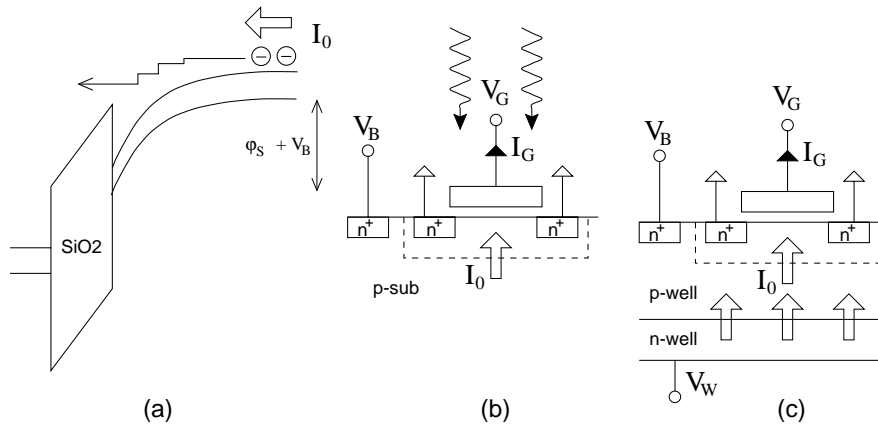 I0
φS + VB
SiO2
(a)
VG
VB
IG
n+
n+
n+
I0
p-sub
(b)
VG
VB
IG
n+
n+
n+
I0
p-well
n-well
VW
(c)